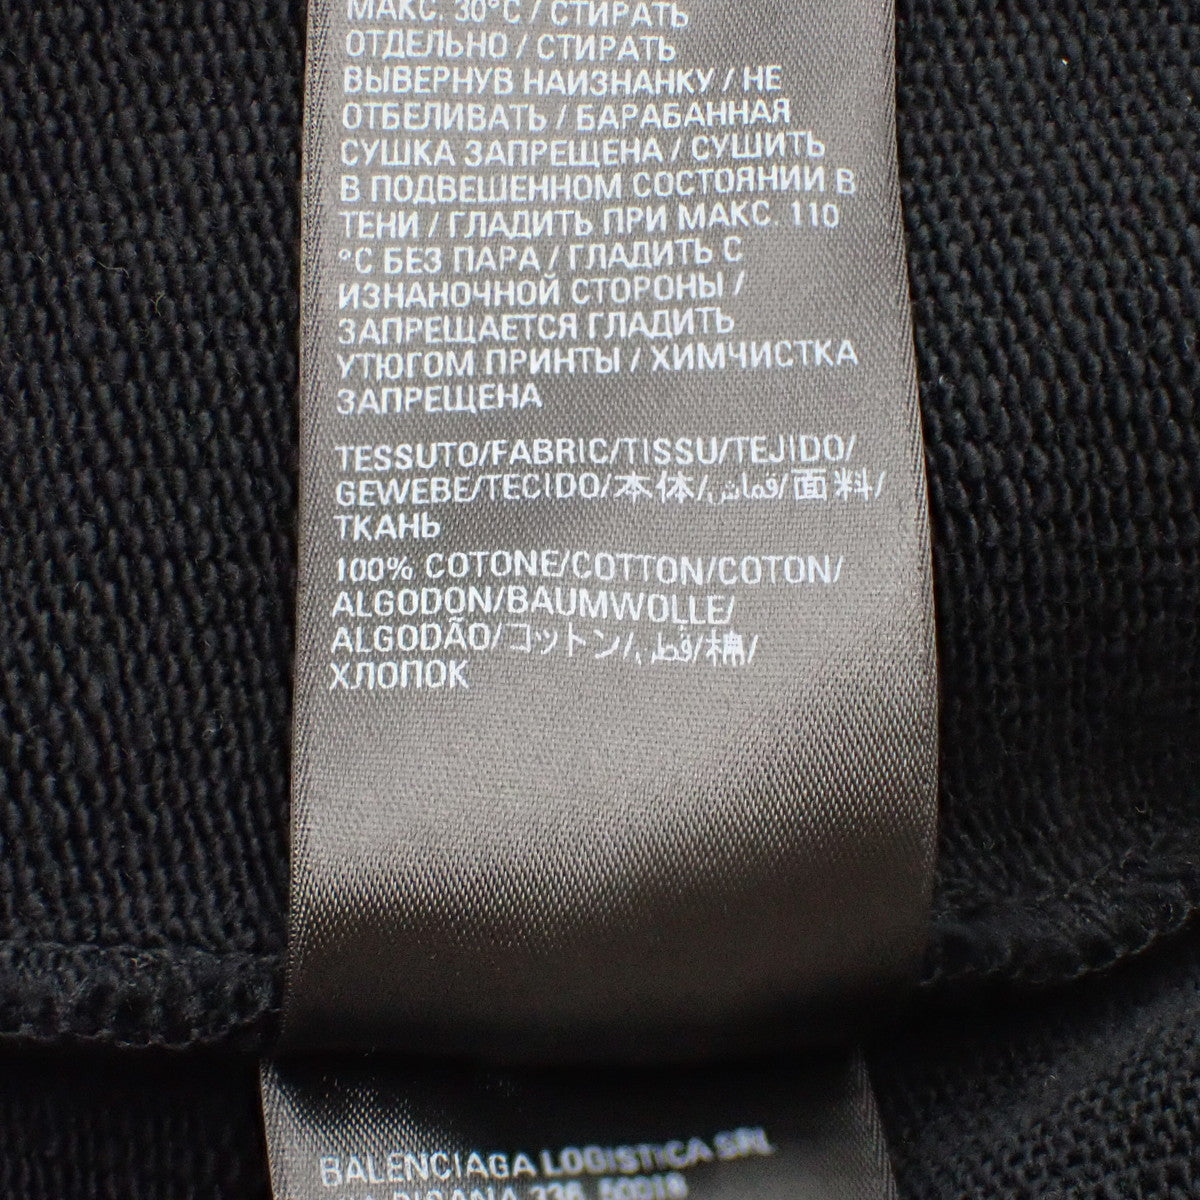 МАКС. 30°C / СТИРАТЬ
ОТДЕЛЬНО / СТИРАТЬ
ВЫВЕРНУВ НАИЗНАНКУ / НЕ
ОТБЕЛИВАТЬ / БАРАБАННАЯ
СУШКА ЗАПРЕЩЕНА / СУШИТЬ
В ПОДВЕШЕННОМ СОСТОЯНИИ В
ТЕНИ / ГЛАДИТЬ ПРИ МАКС. 110
°C БЕЗ ПАРА / ГЛАДИТЬ С
ИЗНАНОЧНОЙ СТОРОНЫ /
ЗАПРЕЩАЕТСЯ ГЛАДИТЬ
УТЮГОМ ПРИНТЫ / ХИМЧИСТКА
ЗАПРЕЩЕНА
TESSUTO/FABRIC/TISSU/TEJIDO/
GEWEBE/TECIDO/本体/قماش/面料/
ТКАНЬ
100% COTONE/COTTON/COTON/
ALGODON/BAUMWOLLE/
ALGODÃO/コットン/قطن/棉/
ХЛОПОК
BALENCIAGA LOGISTICA SRL
336 50018